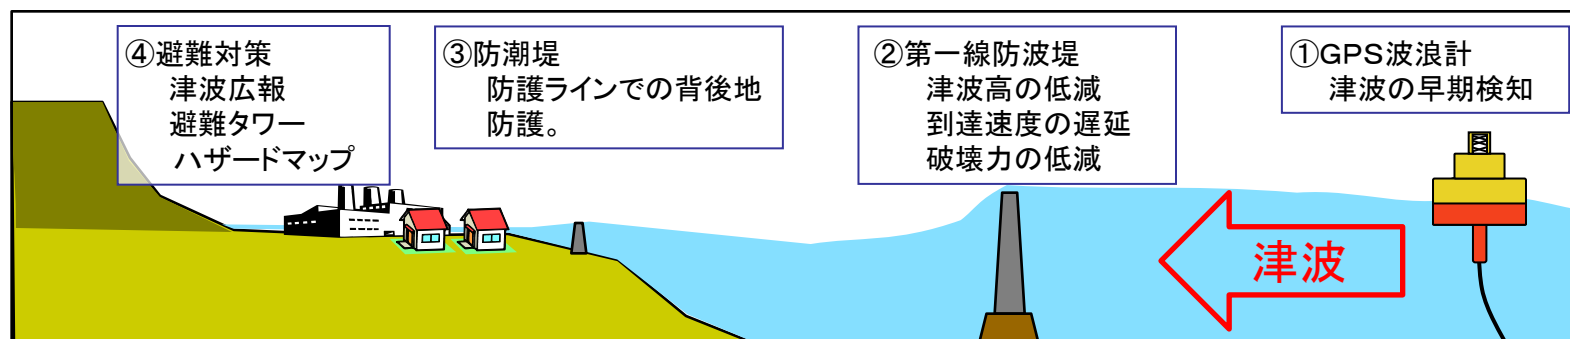 ④避難対策
津波広報
避難タワー
ハザードマップ
③防潮堤
防護ラインでの背後地
防護。
②第一線防波堤
津波高の低減
到達速度の遅延
破壊力の低減
①GPS波浪計
津波の早期検知
津波